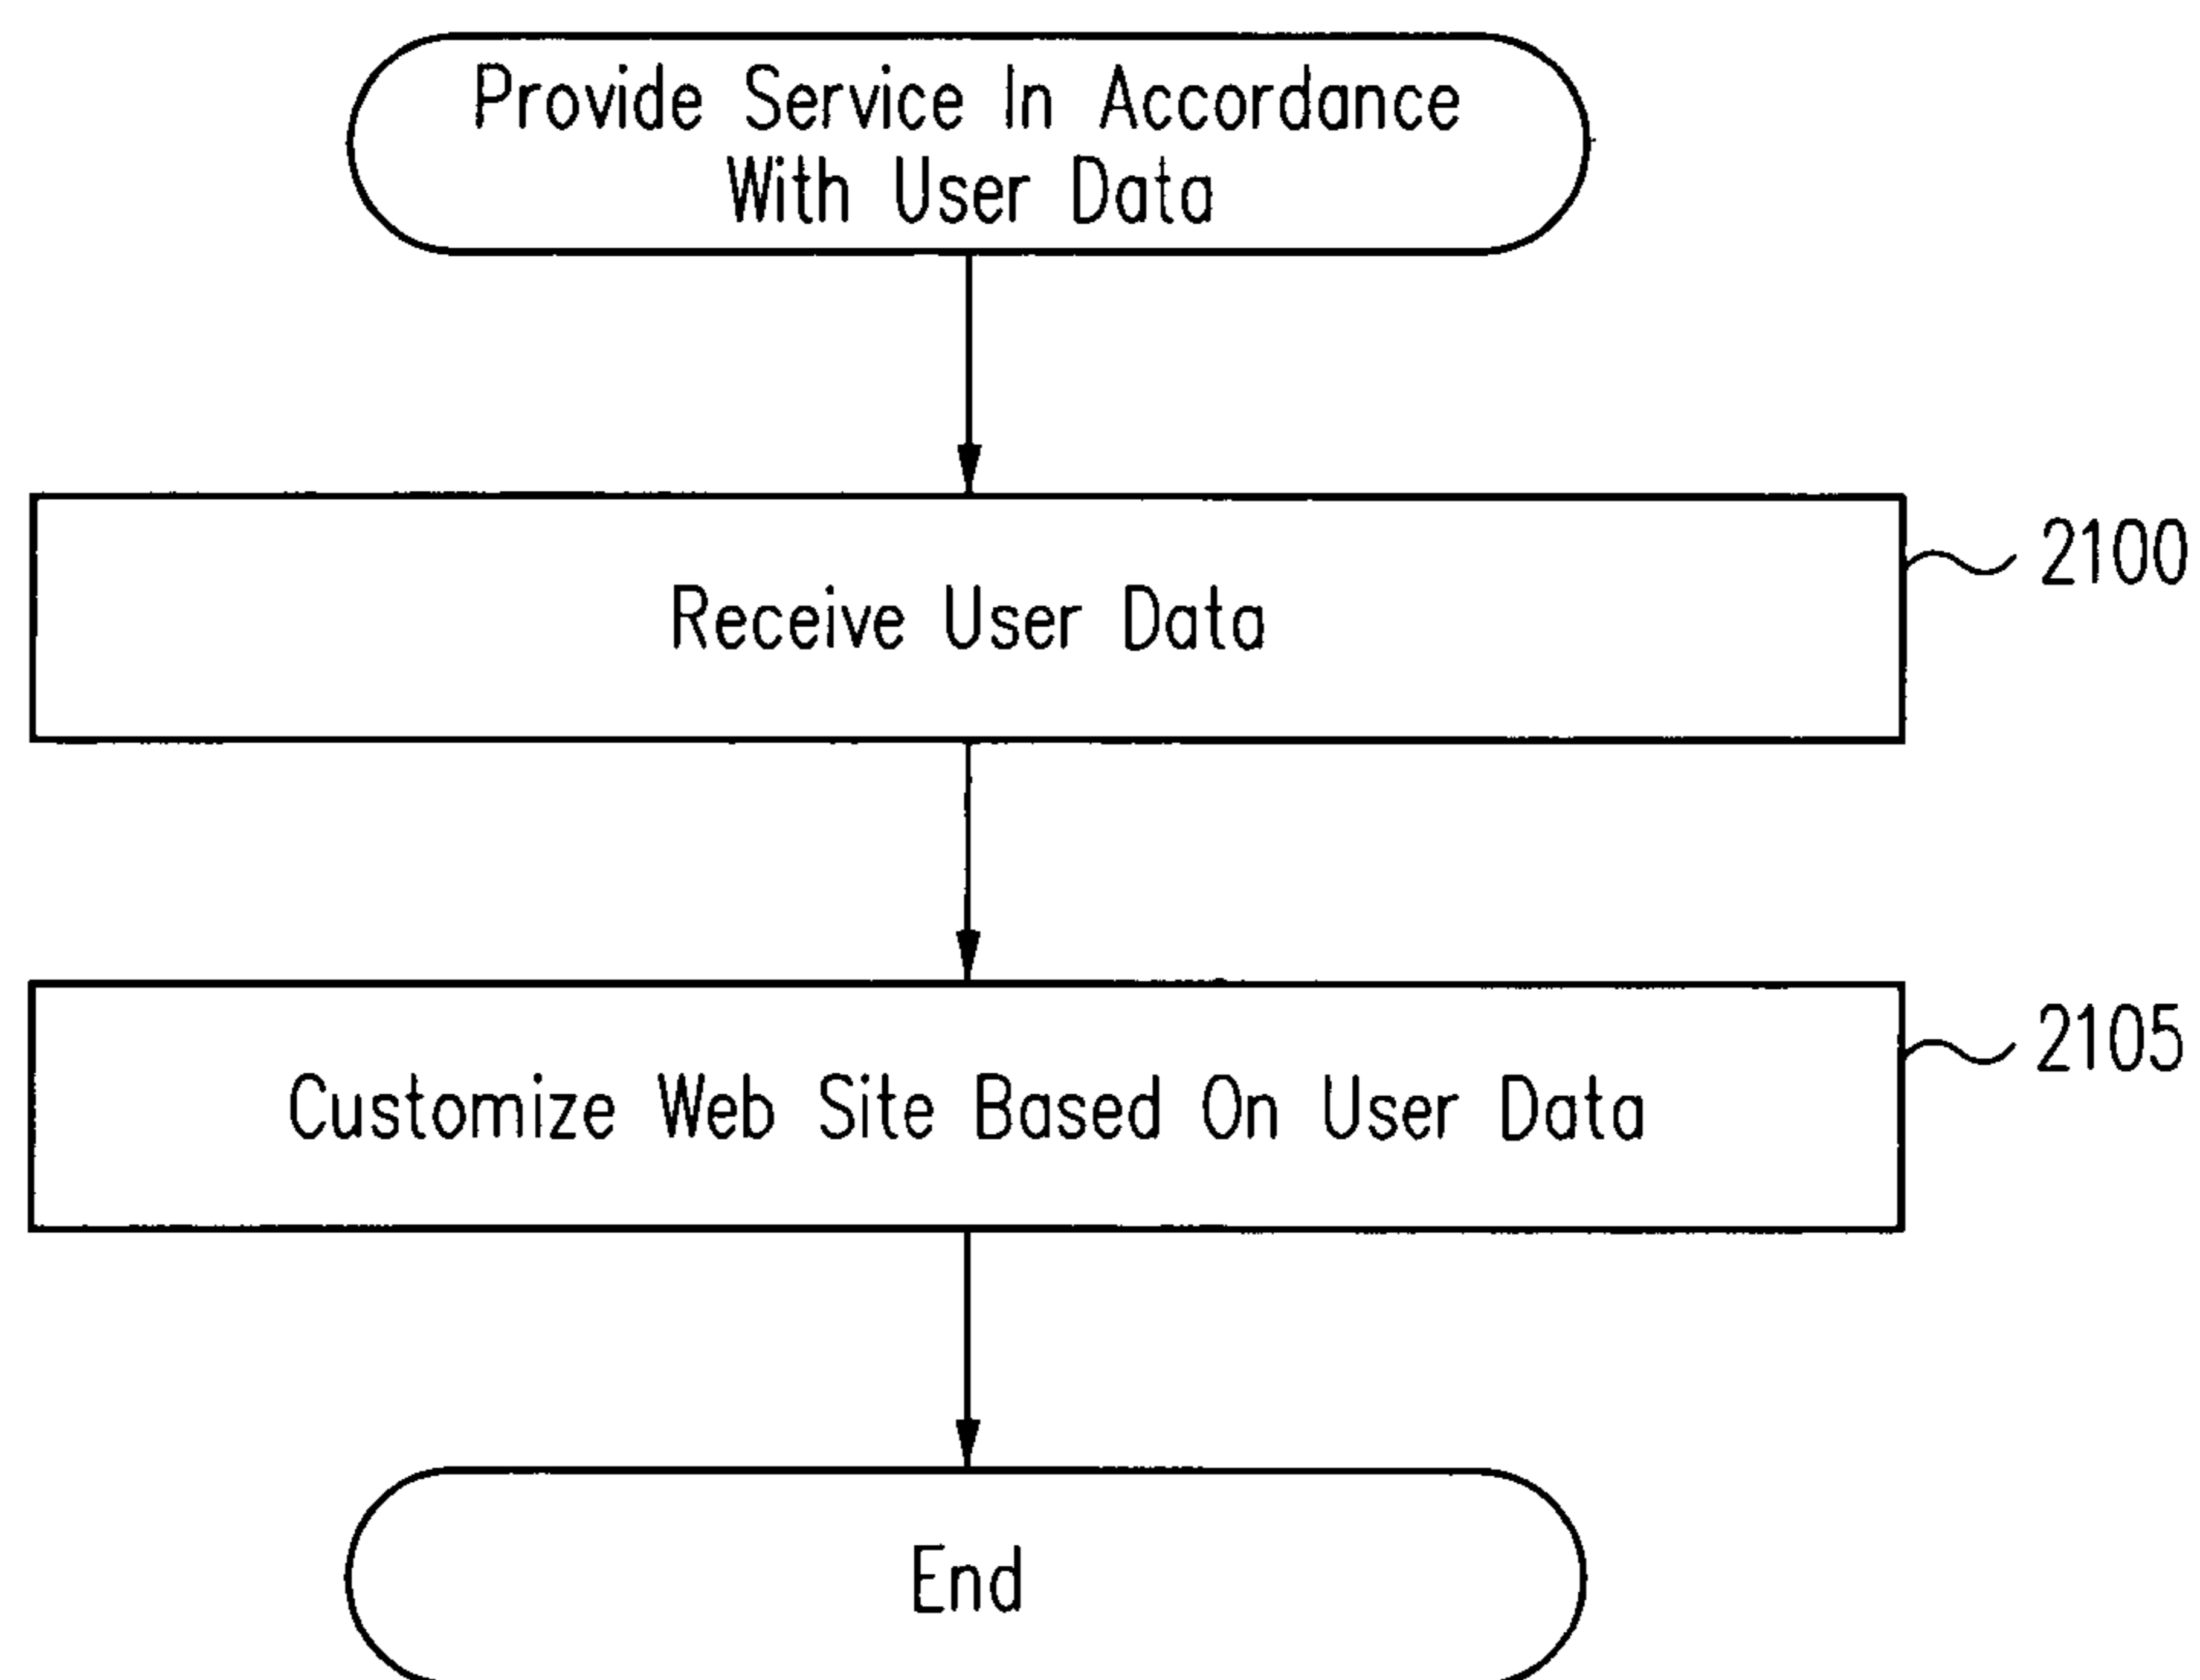 Provide Service In Accordance
With User Data
Receive User Data
2100
Customize Web Site Based On User Data
2105
End